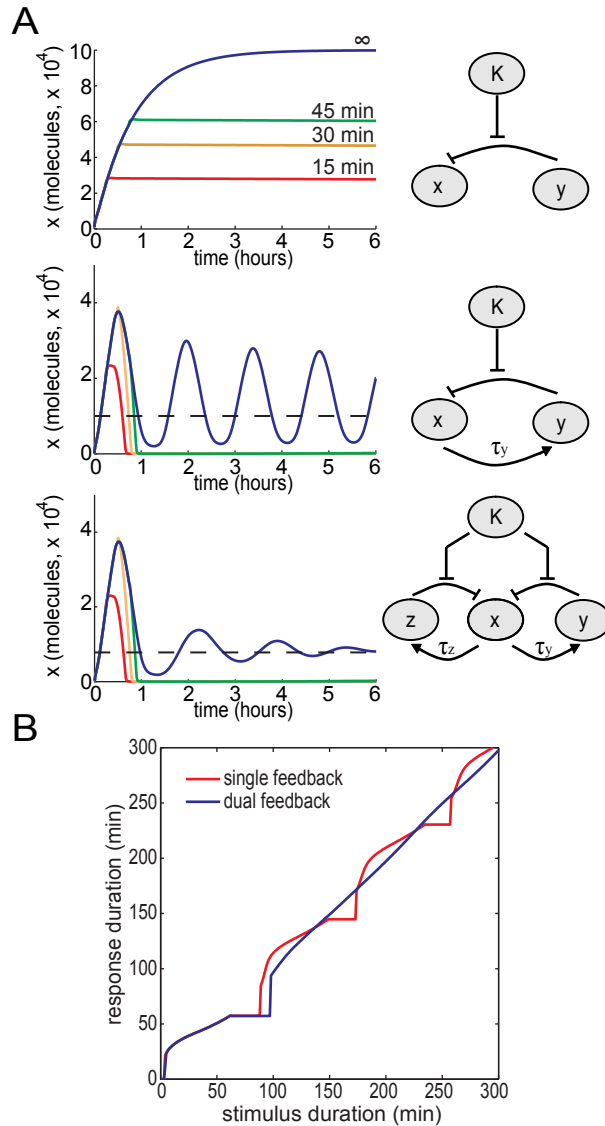 A
x (molecules, x 10⁴)
10
8
6
4
2
0
∞
45 min
30 min
15 min
0 1 2 3 4 5 6
time (hours)
K
x
y
x (molecules, x 10⁴)
4
2
0
0 1 2 3 4 5 6
time (hours)
K
x
y
τy
x (molecules, x 10⁴)
4
2
0
0 1 2 3 4 5 6
time (hours)
K
z
x
y
τz
τy
B
response duration (min)
300
250
200
150
100
50
0
single feedback
dual feedback
0 50 100 150 200 250 300
stimulus duration (min)